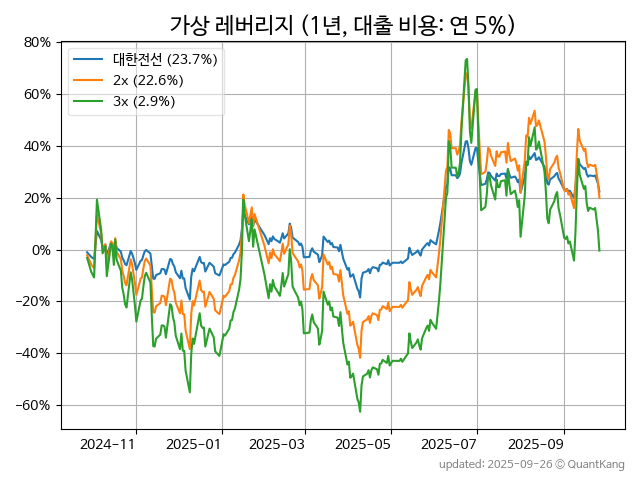 가상 레버리지 (1년, 대출 비용: 연 5%)
80%
60%
40%
20%
0%
−20%
−40%
−60%
대한전선 (23.7%)
2x (22.6%)
3x (2.9%)
2024-11
2025-01
2025-03
2025-05
2025-07
2025-09
updated: 2025-09-26 © QuantKang